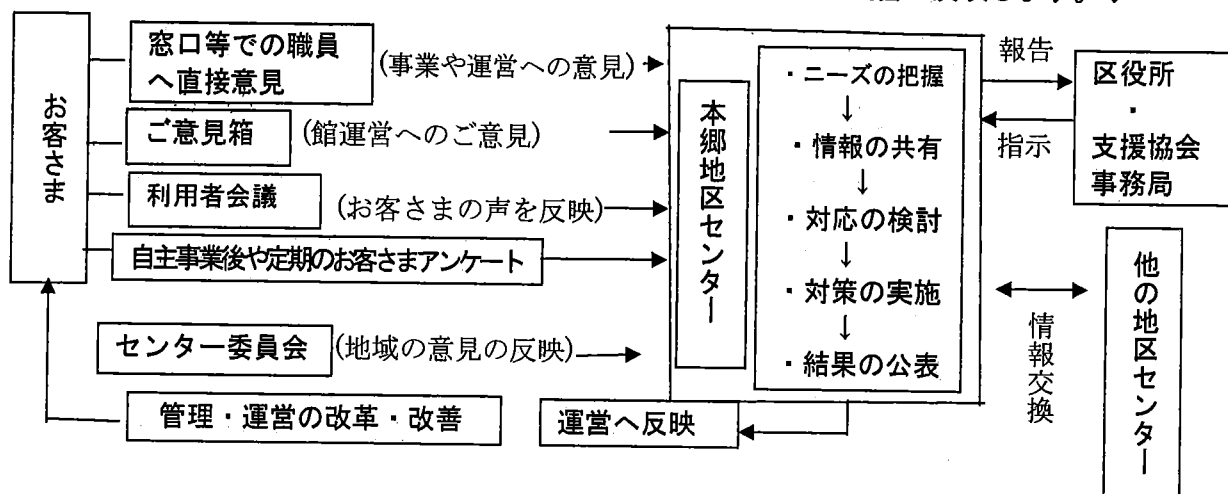 お客さま
窓口等での職員
へ直接意見
(事業や運営への意見)
ご意見箱
(館運営へのご意見)
利用者会議
(お客さまの声を反映)
自主事業後や定期のお客さまアンケート
センター委員会
(地域の意見の反映)
管理・運営の改革・改善
運営へ反映
本郷地区センター
・ニーズの把握
↓
・情報の共有
↓
・対応の検討
↓
・対策の実施
↓
・結果の公表
報告
指示
区役所
・
支援協会
事務局
情報交換
他の地区センター